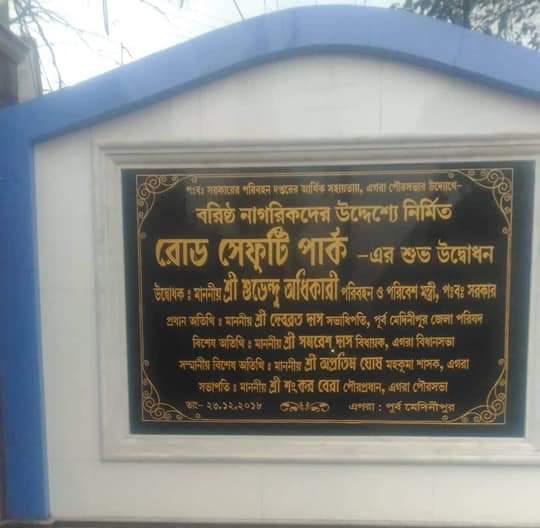 পঃবঃ সরকারের পরিবহন দপ্তরের আর্থিক সহায়তায়, এগরা পৌরসভার উদ্যোগে-
বরিষ্ঠ নাগরিকদের উদ্দেশ্যে নির্মিত
রোড সেফ্টি পার্ক -এর শুভ উদ্বোধন
উদ্বোধক : মাননীয় শ্রী শুভেন্দু অধিকারী পরিবহন ও পরিবেশ মন্ত্রী, পঃবঃ সরকার
প্রধান অতিথি : মাননীয় শ্রী দেবব্রত দাস সভাধিপতি, পূর্ব মেদিনীপুর জেলা পরিষদ
বিশেষ অতিথি : মাননীয় শ্রী সমরেশ দাস বিধায়ক, এগরা বিধানসভা
সম্মানীয় বিশেষ অতিথি : মাননীয় শ্রী অপ্রতিম ঘোষ মহকুমা শাসক, এগরা
সভাপতি : মাননীয় শ্রী শংকর বেরা পৌরপ্রধান, এগরা পৌরসভা
তাং- ২৩.১২.২০১৮ এগরা : পূর্ব মেদিনীপুর